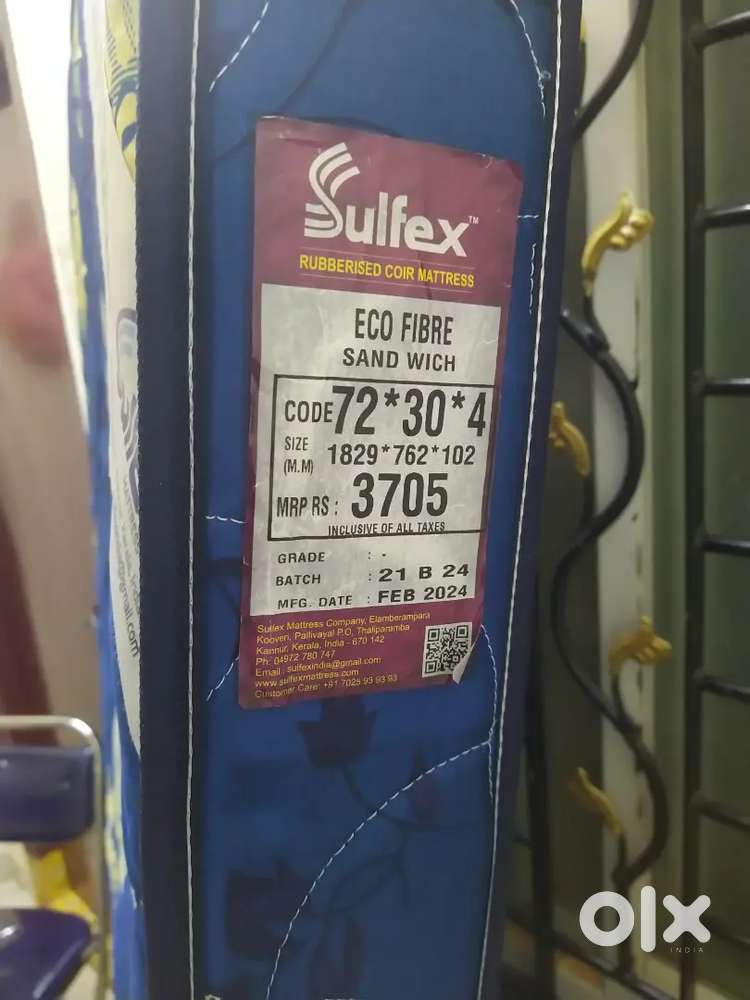 Sulfex™
RUBBERISED COIR MATTRESS
ECO FIBRE
SAND WICH
CODE 72*30*4
SIZE (M.M) 1829*762*102
MRP RS : 3705
INCLUSIVE OF ALL TAXES
GRADE : -
BATCH : 21 B 24
MFG. DATE : FEB 2024
Sulfex Mattress Company, Elamberampara
Kooveri, Pallivayal P.O, Thaliparamba
Kannur, Kerala, India - 670 142
Ph: 04972 780 747
Email : sulfexindia@gmail.com
www.sulfexmattress.com
Customer Care: +91 7025 93 93 93
@gmail.com
olx
INDIA